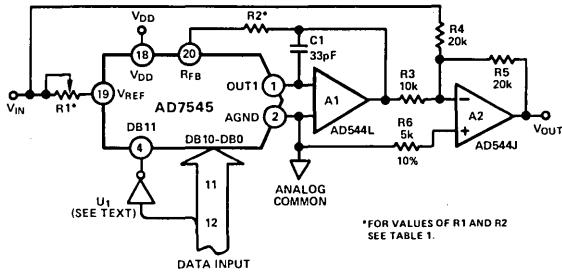 R2*
R4
20k
VDD
C1
33pF
18
VDD
20
RFB
R3
10k
R5
20k
VIN
R1*
19
VREF
OUT1
1
A1
AD7545
AGND
2
AD544L
A2
AD544J
VOUT
R6
5k
10%
DB11
4
DB10-DB0
ANALOG
COMMON
U1
(SEE TEXT)
11
12
*FOR VALUES OF R1 AND R2
SEE TABLE 1.
DATA INPUT